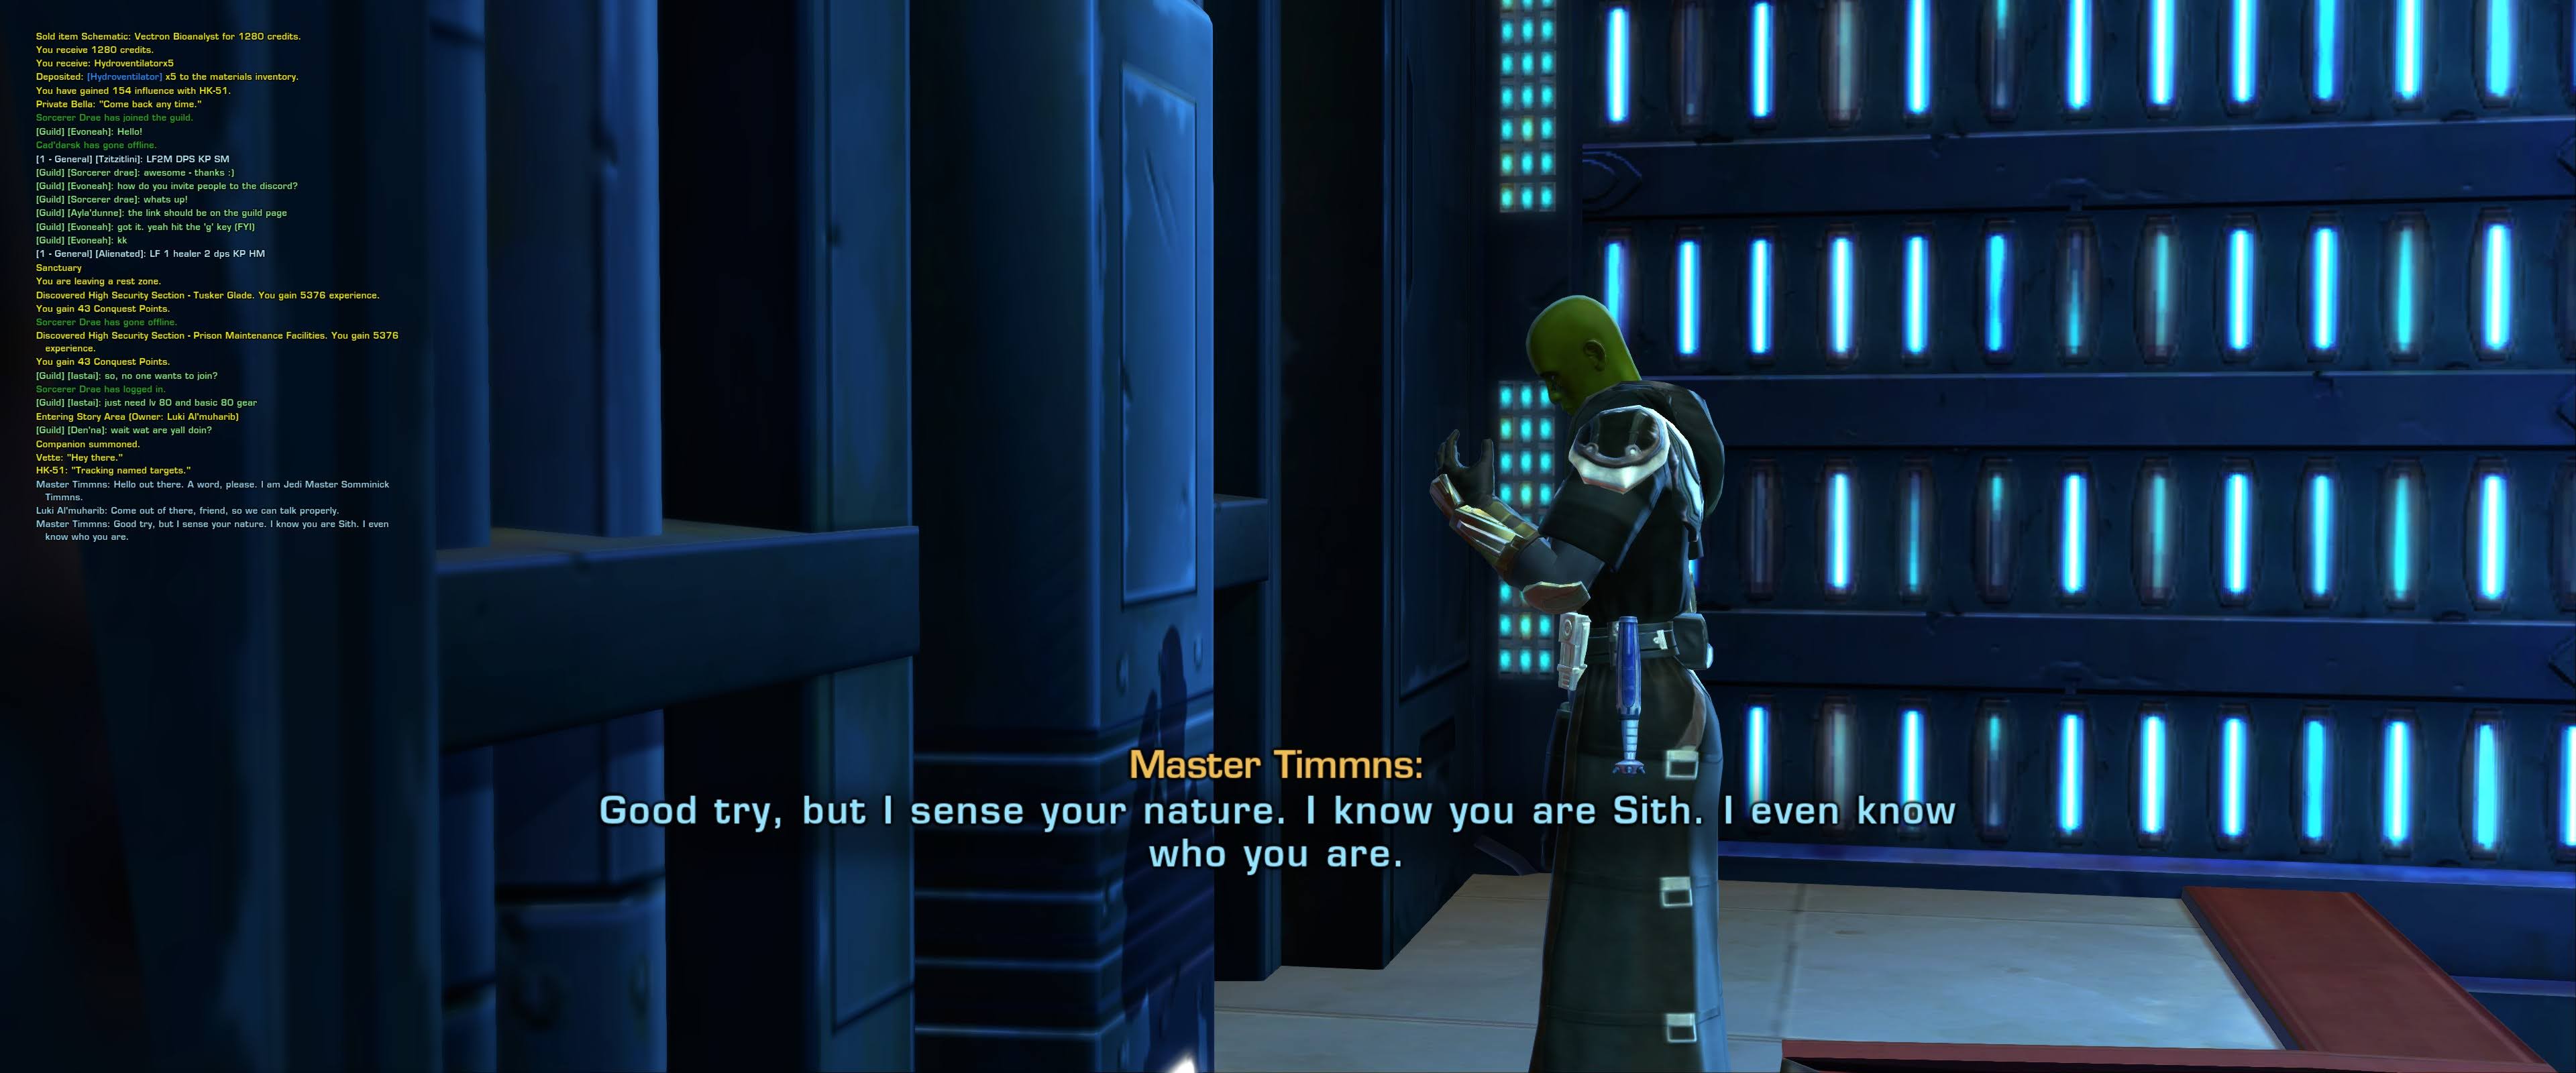 Sold item Schematic: Vectron Bioanalyst for 1280 credits.
You receive 1280 credits.
You receive: Hydroventilatorx5
Deposited: [Hydroventilator] x5 to the materials inventory.
You have gained 154 influence with HK-51.
Private Bella: "Come back any time."
Sorcerer Drae has joined the guild.
[Guild] [Evoneah]: Hello!
Cad'darsk has gone offline.
[1 - General] [Tzitzitlini]: LF2M DPS KP SM
[Guild] [Sorcerer drae]: awesome - thanks :)
[Guild] [Evoneah]: how do you invite people to the discord?
[Guild] [Sorcerer drae]: whats up!
[Guild] [Ayla'dunne]: the link should be on the guild page
[Guild] [Evoneah]: got it. yeah hit the 'g' key (FYI)
[Guild] [Evoneah]: kk
[1 - General] [Alienated]: LF 1 healer 2 dps KP HM
Sanctuary
You are leaving a rest zone.
Discovered High Security Section - Tusker Glade. You gain 5376 experience.
You gain 43 Conquest Points.
Sorcerer Drae has gone offline.
Discovered High Security Section - Prison Maintenance Facilities. You gain 5376
experience.
You gain 43 Conquest Points.
[Guild] [Iastai]: so, no one wants to join?
Sorcerer Drae has logged in.
[Guild] [Iastai]: just need lv 80 and basic 80 gear
Entering Story Area (Owner: Luki Al'muharib)
[Guild] [Den'na]: wait wat are yall doin?
Companion summoned.
Vette: "Hey there."
HK-51: "Tracking named targets."
Master Timmns: Hello out there. A word, please. I am Jedi Master Somminick
Timmns.
Luki Al'muharib: Come out of there, friend, so we can talk properly.
Master Timmns: Good try, but I sense your nature. I know you are Sith. I even
know who you are.
Master Timmns:
Good try, but I sense your nature. I know you are Sith. I even know
who you are.